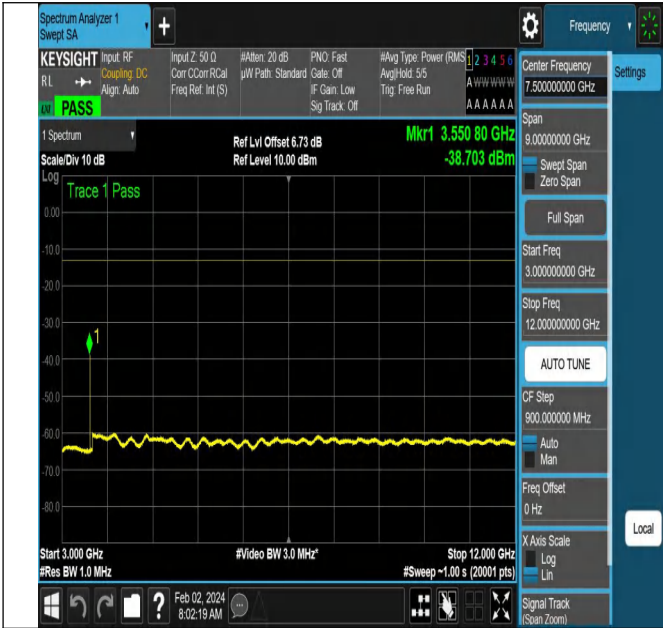 Spectrum Analyzer 1
Swept SA
+
Frequency
KEYSIGHT
RL
PASS
Input: RF
Coupling: DC
Align: Auto
Input Z: 50 Ω
Corr CCorr RCal
Freq Ref: Int (S)
#Atten: 20 dB
µW Path: Standard
PNO: Fast
Gate: Off
IF Gain: Low
Sig Track: Off
#Avg Type: Power (RMS
Avg|Hold: 5/5
Trig: Free Run
1 2 3 4 5 6
A W W W W W
A A A A A A
1 Spectrum
Scale/Div 10 dB
Ref Lvl Offset 6.73 dB
Ref Level 10.00 dBm
Mkr1 3.550 80 GHz
-38.703 dBm
Log
Trace 1 Pass
0.00
-10.0
-20.0
-30.0
1
-40.0
-50.0
-60.0
-70.0
-80.0
Start 3.000 GHz
#Res BW 1.0 MHz
#Video BW 3.0 MHz*
Stop 12.000 GHz
#Sweep ~1.00 s (20001 pts)
?
Feb 02, 2024
8:02:19 AM
Center Frequency
7.500000000 GHz
Settings
Span
9.00000000 GHz
Swept Span
Zero Span
Full Span
Start Freq
3.000000000 GHz
Stop Freq
12.000000000 GHz
AUTO TUNE
CF Step
900.000000 MHz
Auto
Man
Freq Offset
0 Hz
X Axis Scale
Log
Lin
Local
Signal Track
(Span Zoom)